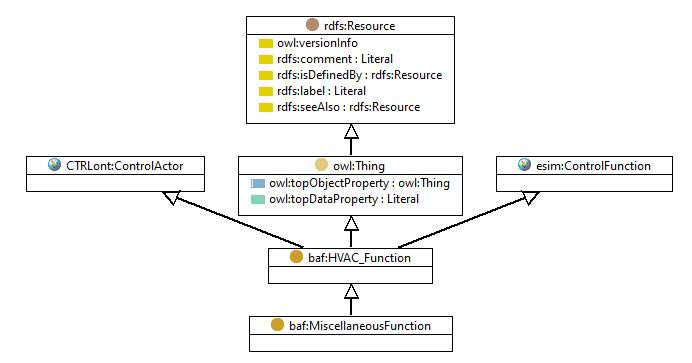 rdfs:Resource
owl:versionInfo
rdfs:comment : Literal
rdfs:isDefinedBy : rdfs:Resource
rdfs:label : Literal
rdfs:seeAlso : rdfs:Resource
CTRLont:ControlActor
owl:Thing
owl:topObjectProperty : owl:Thing
owl:topDataProperty : Literal
esim:ControlFunction
baf:HVAC_Function
baf:MiscellaneousFunction